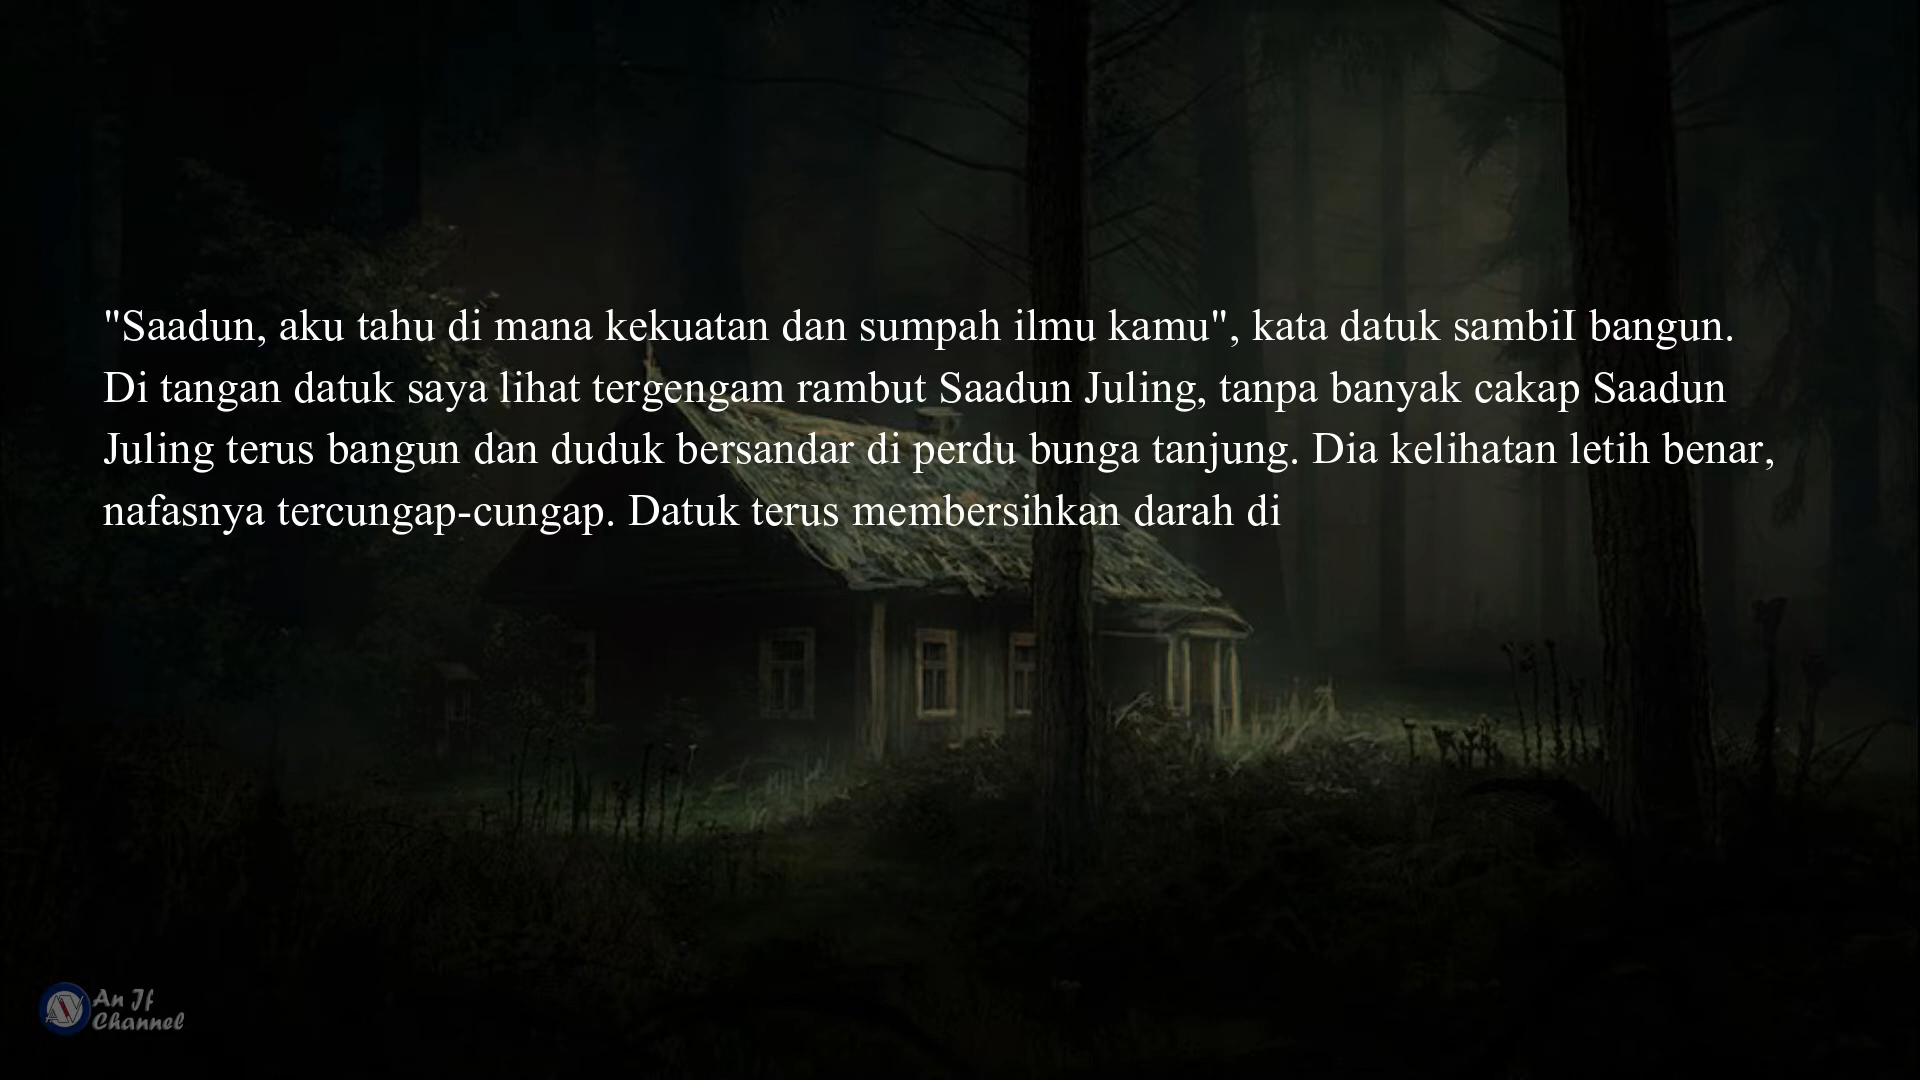 "Saadun, aku tahu di mana kekuatan dan sumpah ilmu kamu", kata datuk sambiI bangun.
Di tangan datuk saya lihat tergengam rambut Saadun Juling, tanpa banyak cakap Saadun
Juling terus bangun dan duduk bersandar di perdu bunga tanjung. Dia kelihatan letih benar,
nafasnya tercungap-cungap. Datuk terus membersihkan darah di
An If
Channel